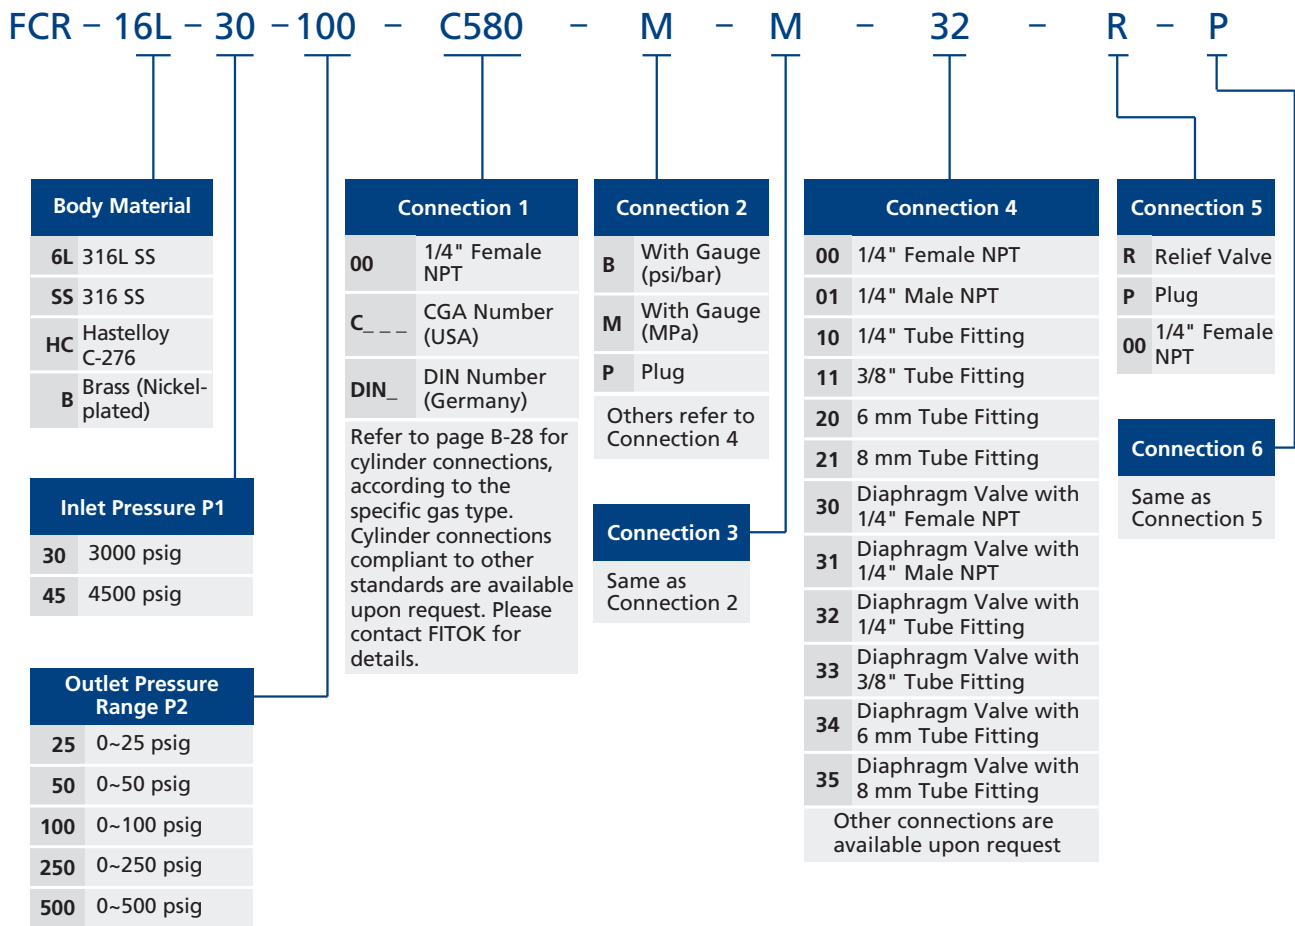 FCR – 16L – 30 – 100 – C580 – M – M – 32 – R – P
Body Material
6L 316L SS
SS 316 SS
HC Hastelloy
C-276
B Brass (Nickel-
plated)
Inlet Pressure P1
30 3000 psig
45 4500 psig
Outlet Pressure
Range P2
25 0~25 psig
50 0~50 psig
100 0~100 psig
250 0~250 psig
500 0~500 psig
Connection 1
00 1/4" Female
NPT
C_ _ _ CGA Number
(USA)
DIN_ DIN Number
(Germany)
Refer to page B-28 for
cylinder connections,
according to the
specific gas type.
Cylinder connections
compliant to other
standards are available
upon request. Please
contact FITOK for
details.
Connection 2
B With Gauge
(psi/bar)
M With Gauge
(MPa)
P Plug
Others refer to
Connection 4
Connection 3
Same as
Connection 2
Connection 4
00 1/4" Female NPT
01 1/4" Male NPT
10 1/4" Tube Fitting
11 3/8" Tube Fitting
20 6 mm Tube Fitting
21 8 mm Tube Fitting
30 Diaphragm Valve with
1/4" Female NPT
31 Diaphragm Valve with
1/4" Male NPT
32 Diaphragm Valve with
1/4" Tube Fitting
33 Diaphragm Valve with
3/8" Tube Fitting
34 Diaphragm Valve with
6 mm Tube Fitting
35 Diaphragm Valve with
8 mm Tube Fitting
Other connections are
available upon request
Connection 5
R Relief Valve
P Plug
00 1/4" Female
NPT
Connection 6
Same as
Connection 5